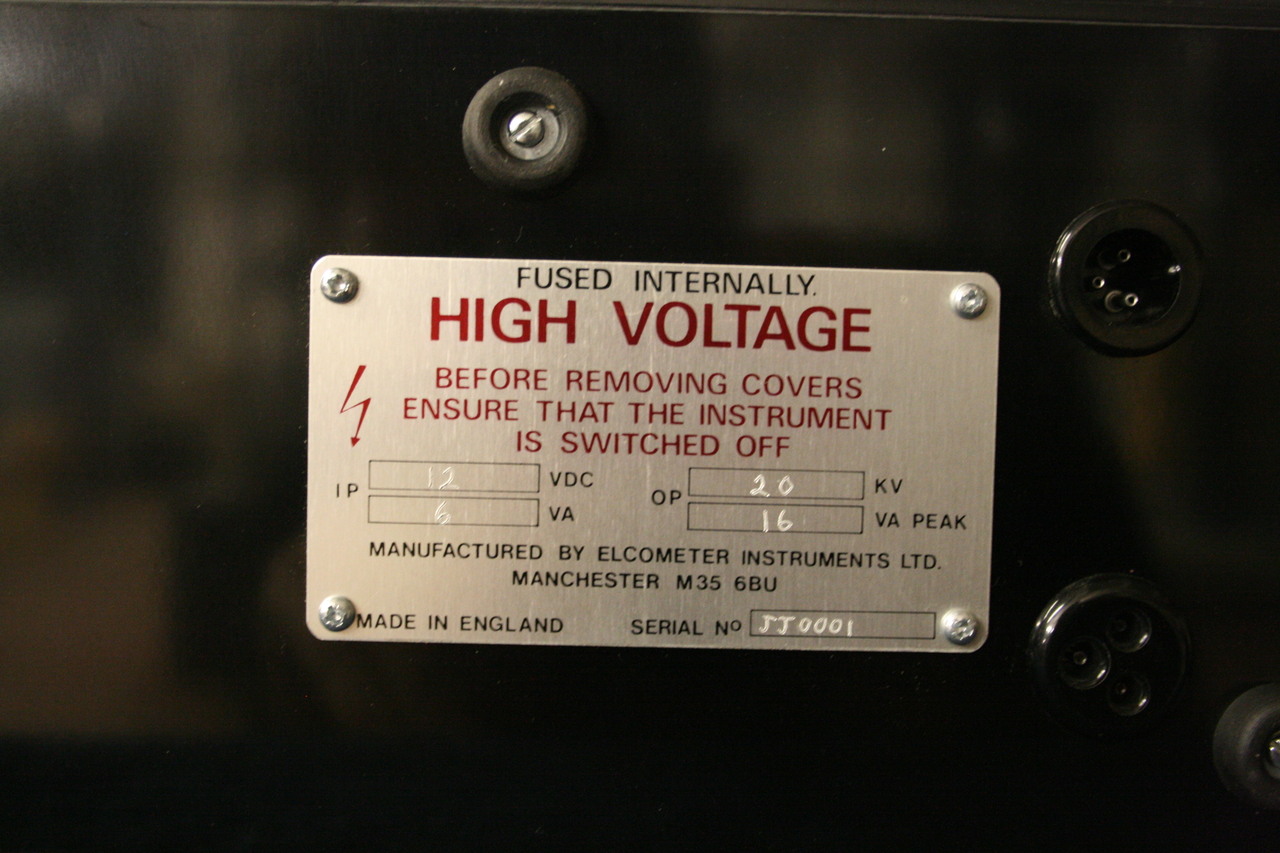 FUSED INTERNALLY.
HIGH VOLTAGE
BEFORE REMOVING COVERS
ENSURE THAT THE INSTRUMENT
IS SWITCHED OFF
IP 12 VDC OP 20 KV
6 VA 16 VA PEAK
MANUFACTURED BY ELCOMETER INSTRUMENTS LTD.
MANCHESTER M35 6BU
MADE IN ENGLAND SERIAL Nº JJ0001